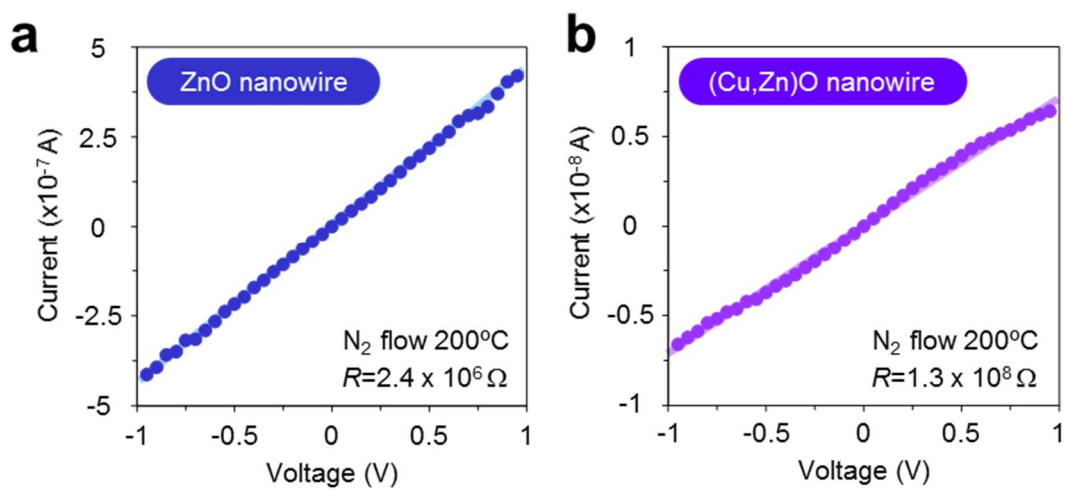 a
ZnO nanowire
Current (x10⁻⁷ A)
5
2.5
0
-2.5
-5
N₂ flow 200ºC
R=2.4 x 10⁶ Ω
-1
-0.5
0
0.5
1
Voltage (V)
b
(Cu,Zn)O nanowire
Current (x10⁻⁸ A)
1
0.5
0
-0.5
-1
N₂ flow 200ºC
R=1.3 x 10⁸ Ω
-1
-0.5
0
0.5
1
Voltage (V)